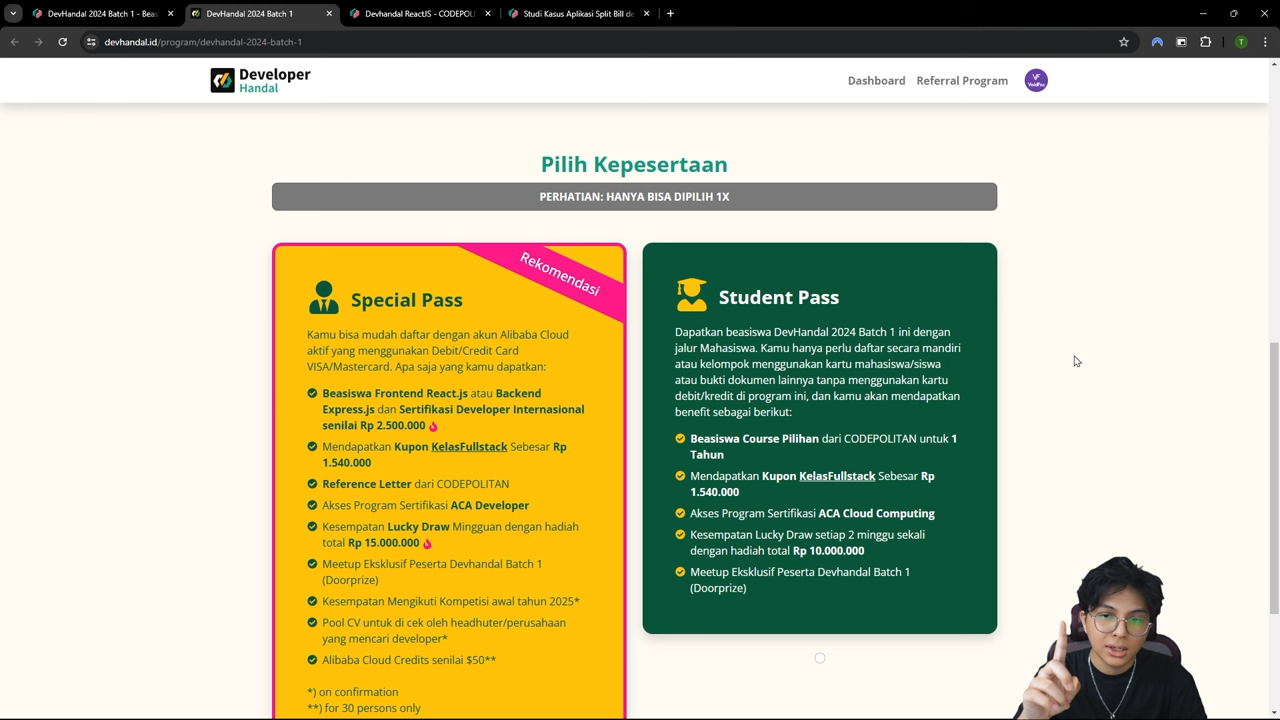 DevHandal 2024 Batch 1 - Beas
DevHandal 2024 Batch 1
Devhandal ReactJS - CODEPOL
Studi Kasus Aplikasi Split Bill de
devhandal.id/program/devhandal-2024-batch-1
T
Developer
Handal
Dashboard
Referral Program
VF
VoidFnc
Pilih Kepesertaan
PERHATIAN: HANYA BISA DIPILIH 1X
Rekomendasi
Special Pass
Kamu bisa mudah daftar dengan akun Alibaba Cloud
aktif yang menggunakan Debit/Credit Card
VISA/Mastercard. Apa saja yang kamu dapatkan:
Beasiswa Frontend React.js atau Backend
Express.js dan Sertifikasi Developer Internasional
senilai Rp 2.500.000
Mendapatkan Kupon KelasFullstack Sebesar Rp
1.540.000
Reference Letter dari CODEPOLITAN
Akses Program Sertifikasi ACA Developer
Kesempatan Lucky Draw Mingguan dengan hadiah
total Rp 15.000.000
Meetup Eksklusif Peserta Devhandal Batch 1
(Doorprize)
Kesempatan Mengikuti Kompetisi awal tahun 2025*
Pool CV untuk di cek oleh headhuter/perusahaan
yang mencari developer*
Alibaba Cloud Credits senilai $50**
*) on confirmation
**) for 30 persons only
Student Pass
Dapatkan beasiswa DevHandal 2024 Batch 1 ini dengan
jalur Mahasiswa. Kamu hanya perlu daftar secara mandiri
atau kelompok menggunakan kartu mahasiswa/siswa
atau bukti dokumen lainnya tanpa menggunakan kartu
debit/kredit di program ini, dan kamu akan mendapatkan
benefit sebagai berikut:
Beasiswa Course Pilihan dari CODEPOLITAN untuk 1
Tahun
Mendapatkan Kupon KelasFullstack Sebesar Rp
1.540.000
Akses Program Sertifikasi ACA Cloud Computing
Kesempatan Lucky Draw setiap 2 minggu sekali
dengan hadiah total Rp 10.000.000
Meetup Eksklusif Peserta Devhandal Batch 1
(Doorprize)